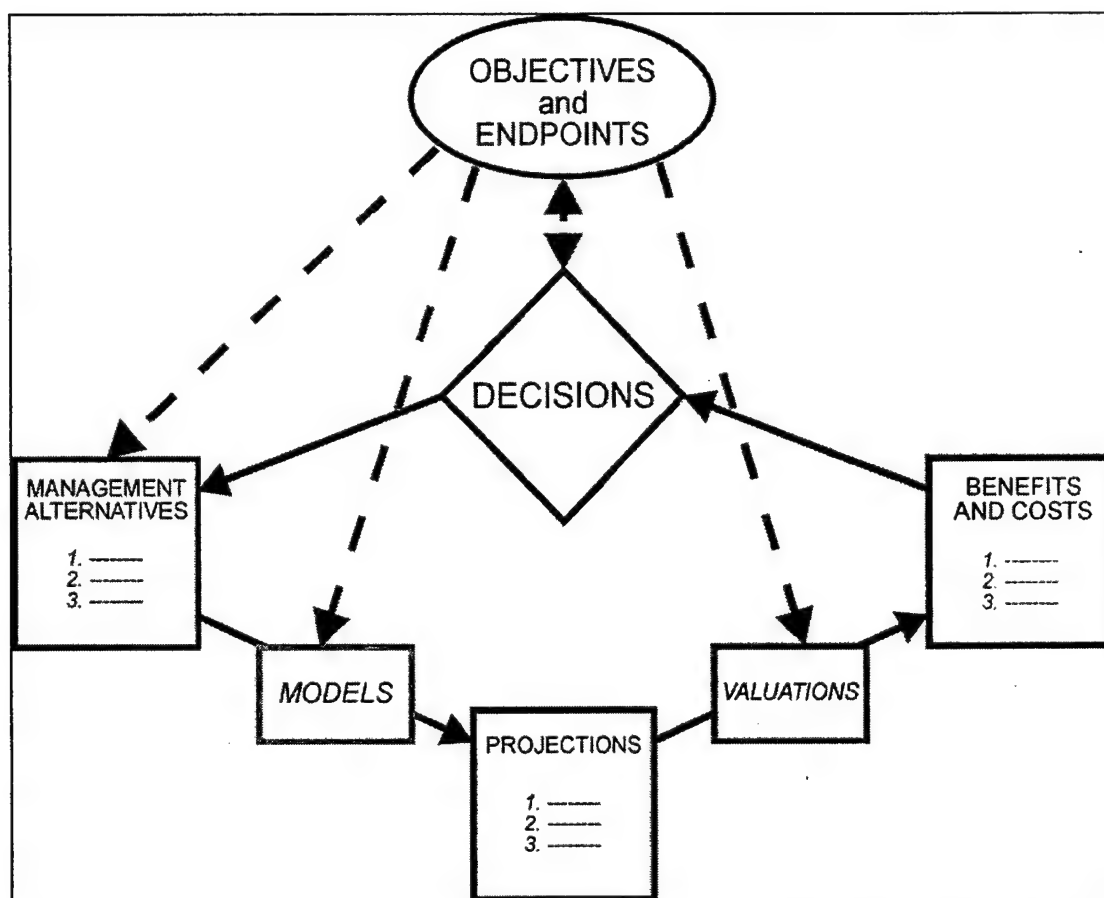 OBJECTIVES
and
ENDPOINTS
DECISIONS
MANAGEMENT
ALTERNATIVES
1. ------
2. ------
3. ------
BENEFITS
AND COSTS
1. ------
2. ------
3. ------
MODELS
VALUATIONS
PROJECTIONS
1. ------
2. ------
3. ------